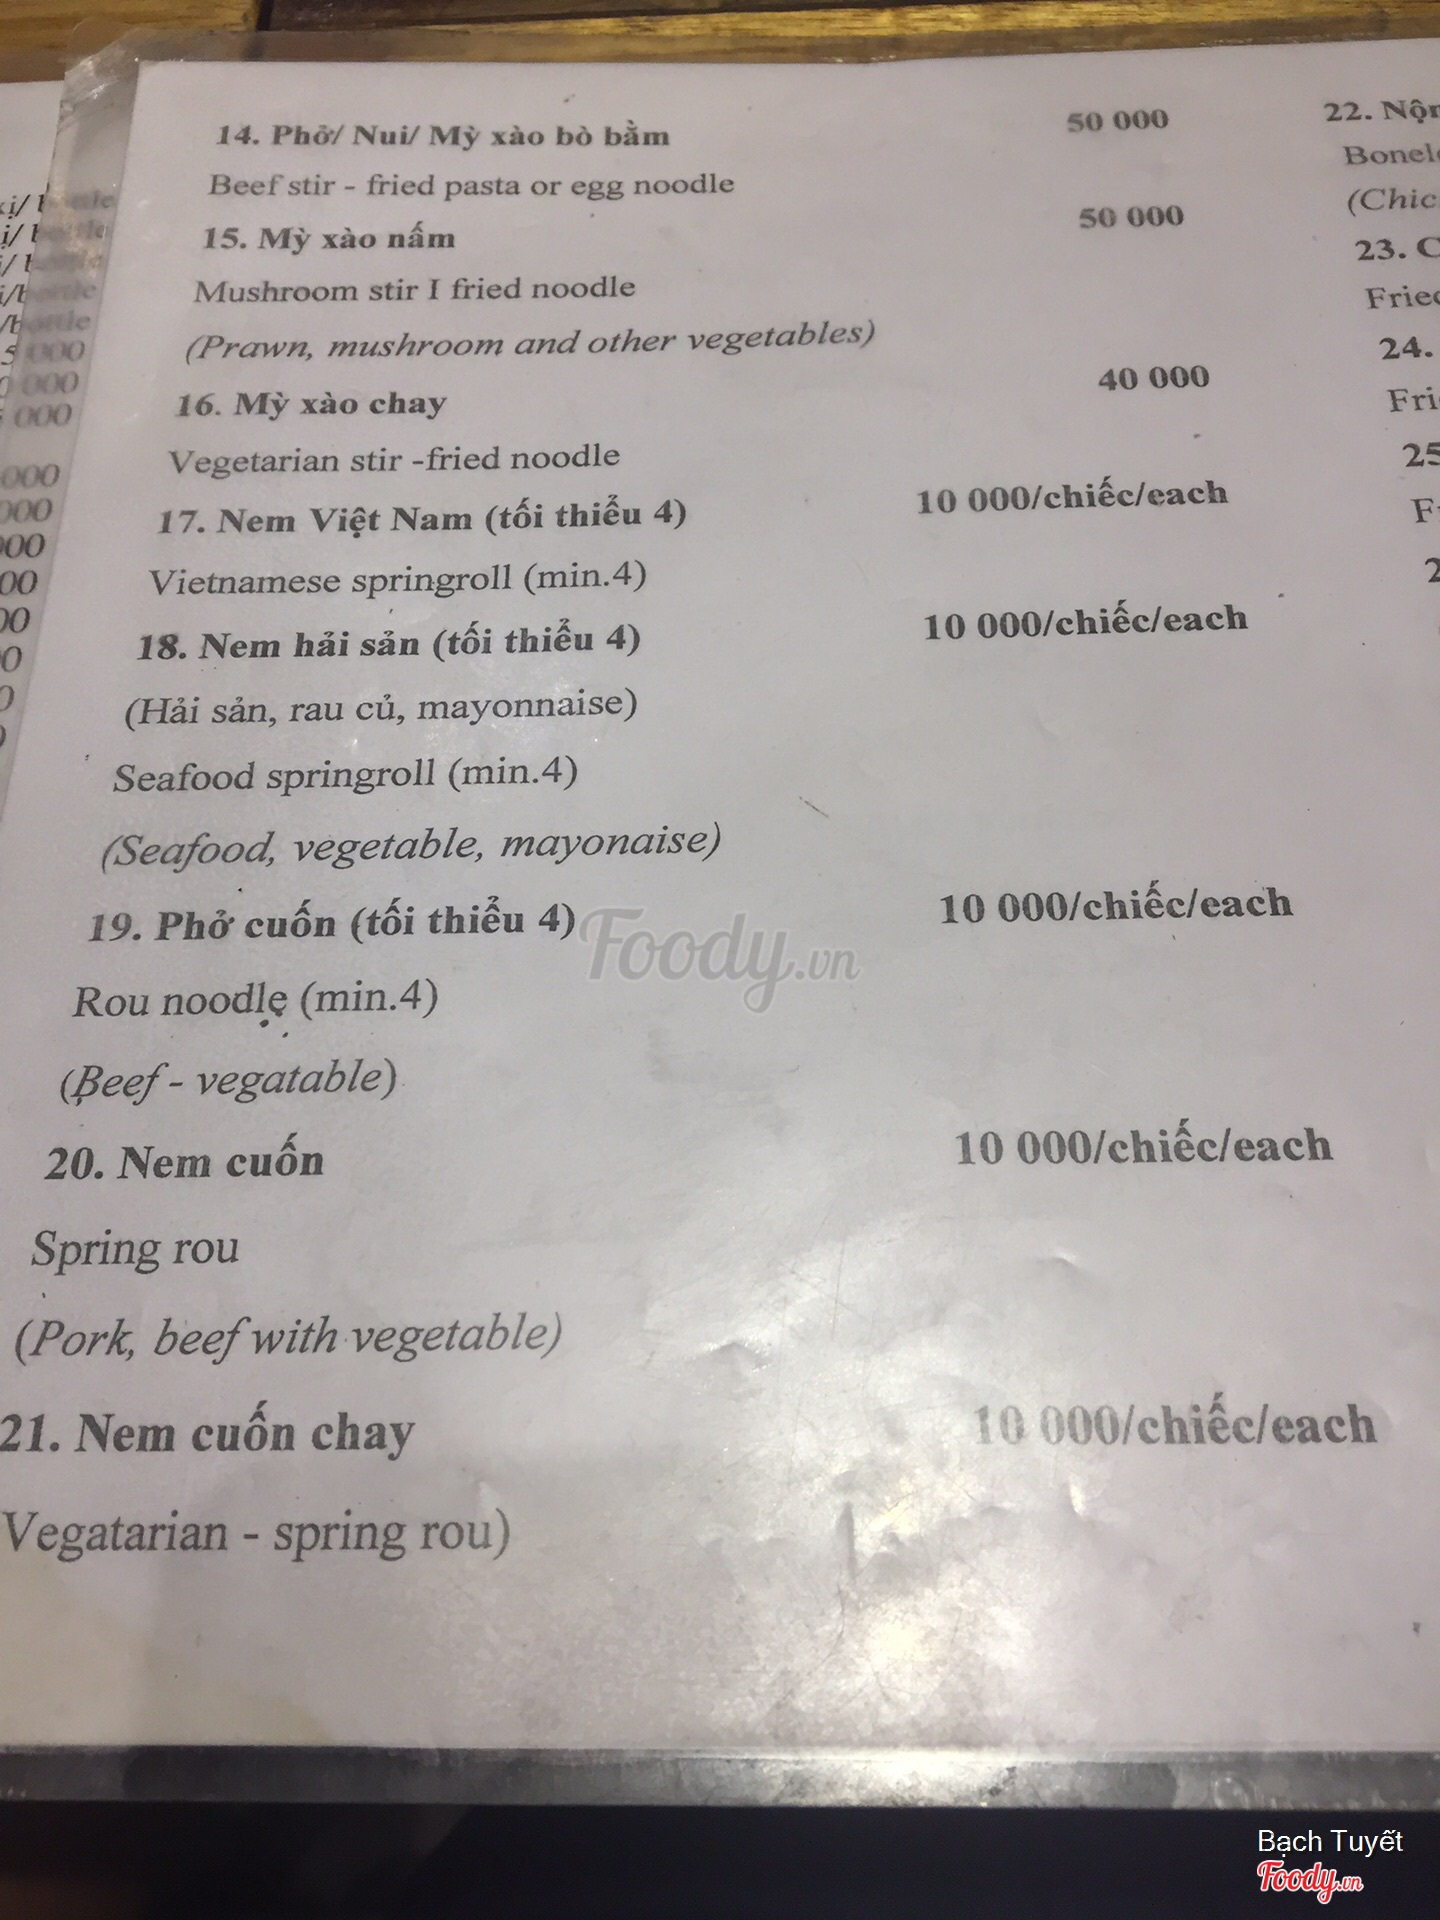 14. Phở/ Nui/ Mỳ xào bò bằm 50 000
Beef stir - fried pasta or egg noodle
15. Mỳ xào nấm 50 000
Mushroom stir I fried noodle
(Prawn, mushroom and other vegetables)
16. Mỳ xào chay 40 000
Vegetarian stir -fried noodle
17. Nem Việt Nam (tối thiểu 4) 10 000/chiếc/each
Vietnamese springroll (min.4)
18. Nem hải sản (tối thiểu 4) 10 000/chiếc/each
(Hải sản, rau củ, mayonnaise)
Seafood springroll (min.4)
(Seafood, vegetable, mayonaise)
19. Phở cuốn (tối thiểu 4) 10 000/chiếc/each
Rou noodle (min.4)
(Beef - vegatable)
20. Nem cuốn 10 000/chiếc/each
Spring rou
(Pork, beef with vegetable)
21. Nem cuốn chay 10 000/chiếc/each
Vegatarian - spring rou)
22.
(Chic
23. C
24.
25
Foody.vn
Bạch Tuyết
Foody.vn